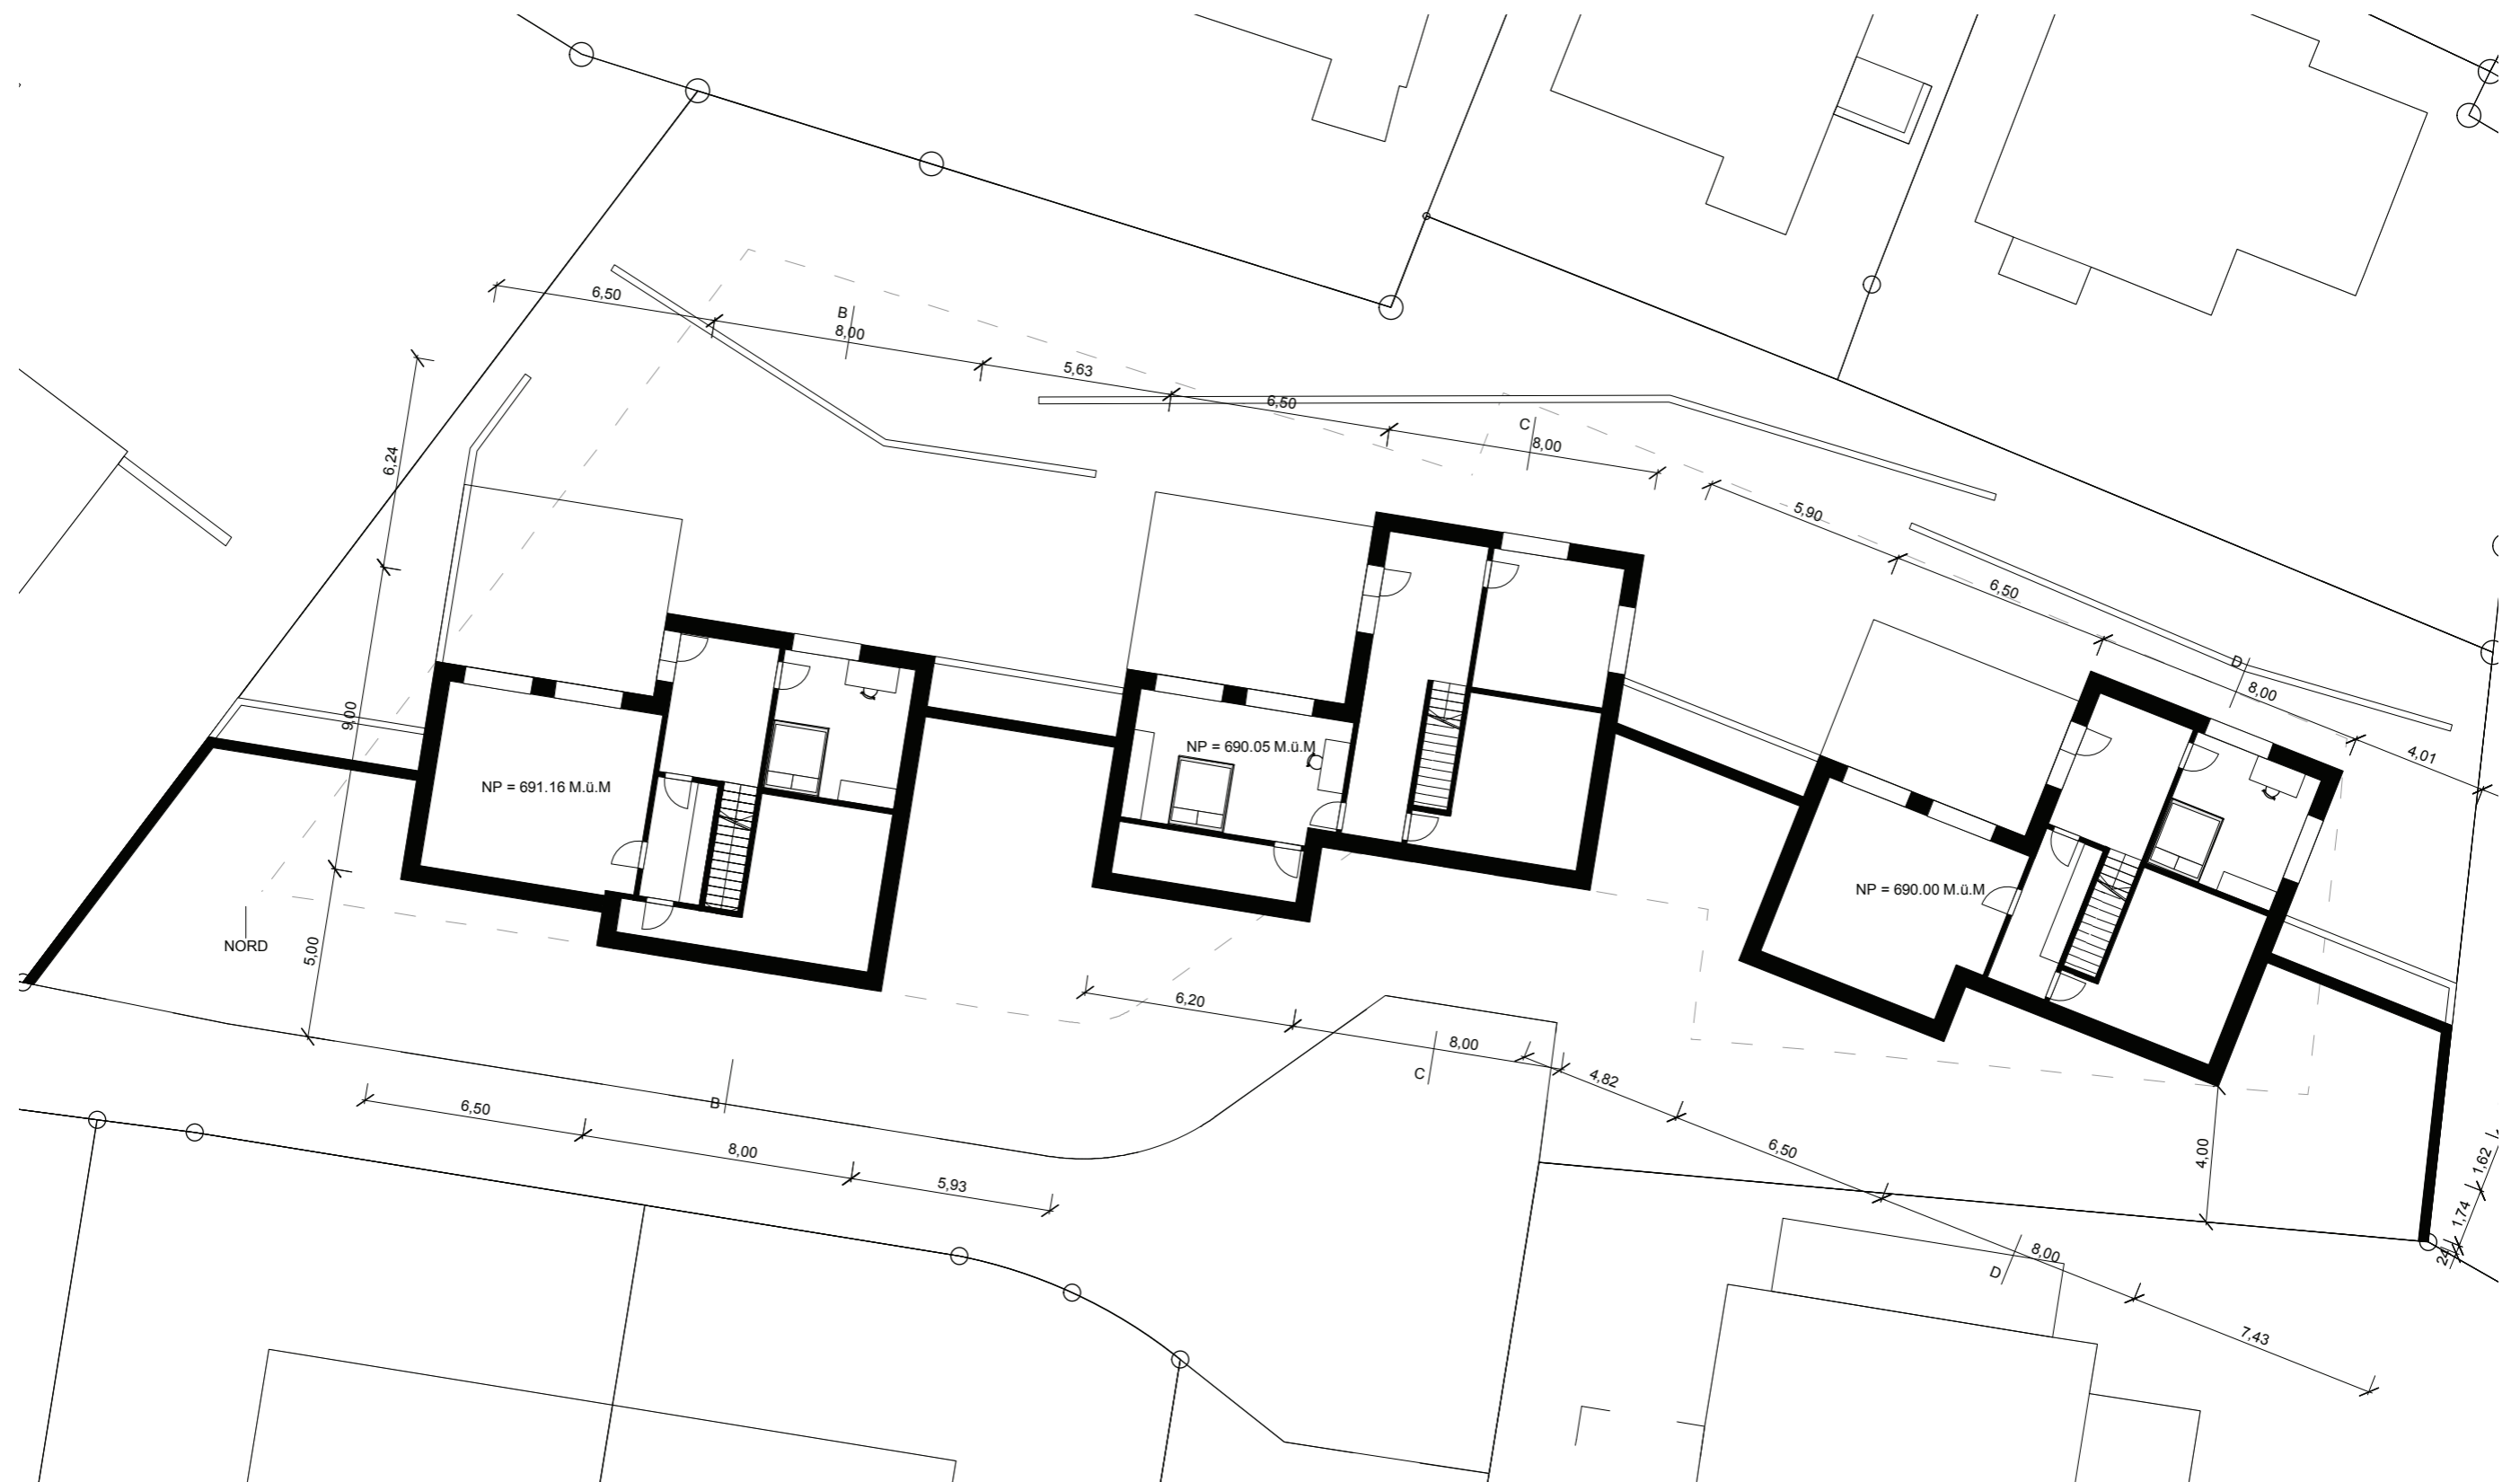 6,50
B
8,00
5,63
6,50
C
8,00
6,24
5,90
6,50
D
8,00
4,01
9,00
NP = 691.16 M.ü.M
NP = 690.05 M.ü.M
NP = 690.00 M.ü.M
NORD
5,00
6,20
8,00
C
4,82
B
6,50
8,00
5,93
6,50
4,00
1,62
1,74
24
8,00
D
7,43